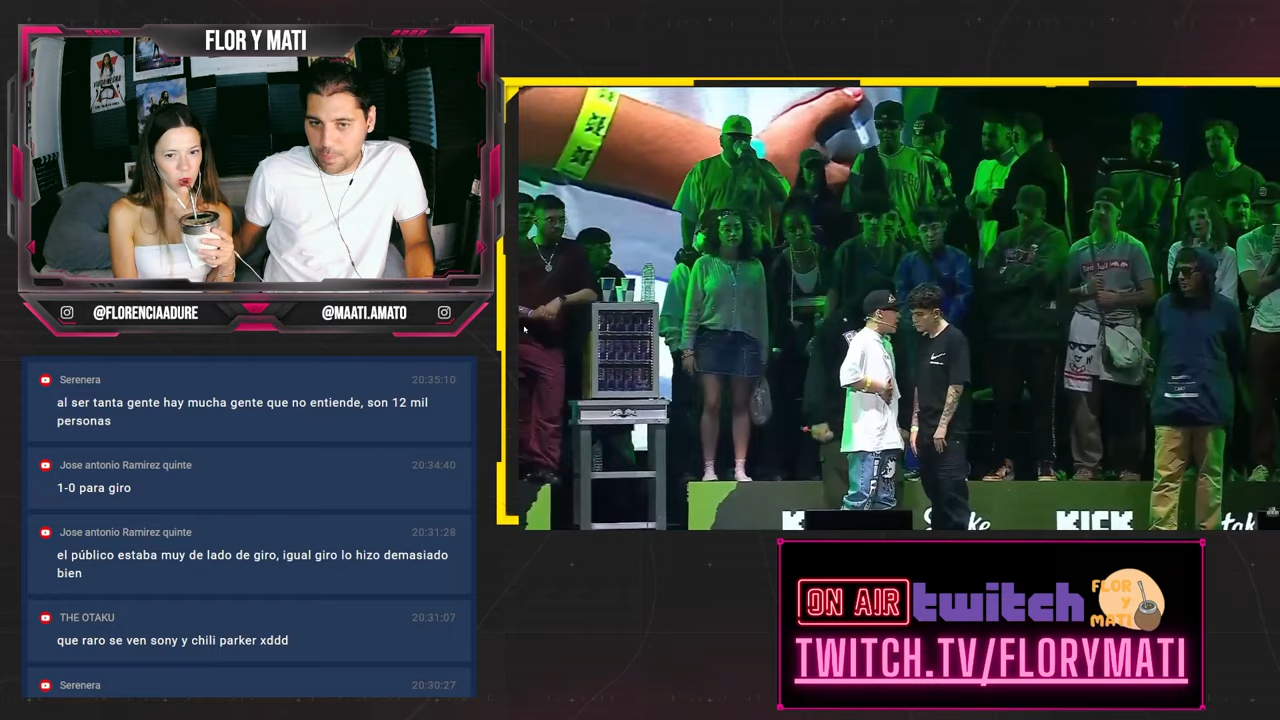 FLOR Y MATI
@FLORENCIAADURE
@MAATI.AMATO
Serenera
20:35:10
al ser tanta gente hay mucha gente que no entiende, son 12 mil
personas
Jose antonio Ramirez quinte
20:34:40
1-0 para giro
Jose antonio Ramirez quinte
20:31:28
el público estaba muy de lado de giro, igual giro lo hizo demasiado
bien
THE OTAKU
20:31:07
que raro se ven sony y chili parker xddd
Serenera
20:30:27
KICK
ON AIR
twitch
FLOR
Y
MATI
TWITCH.TV/FLORYMATI